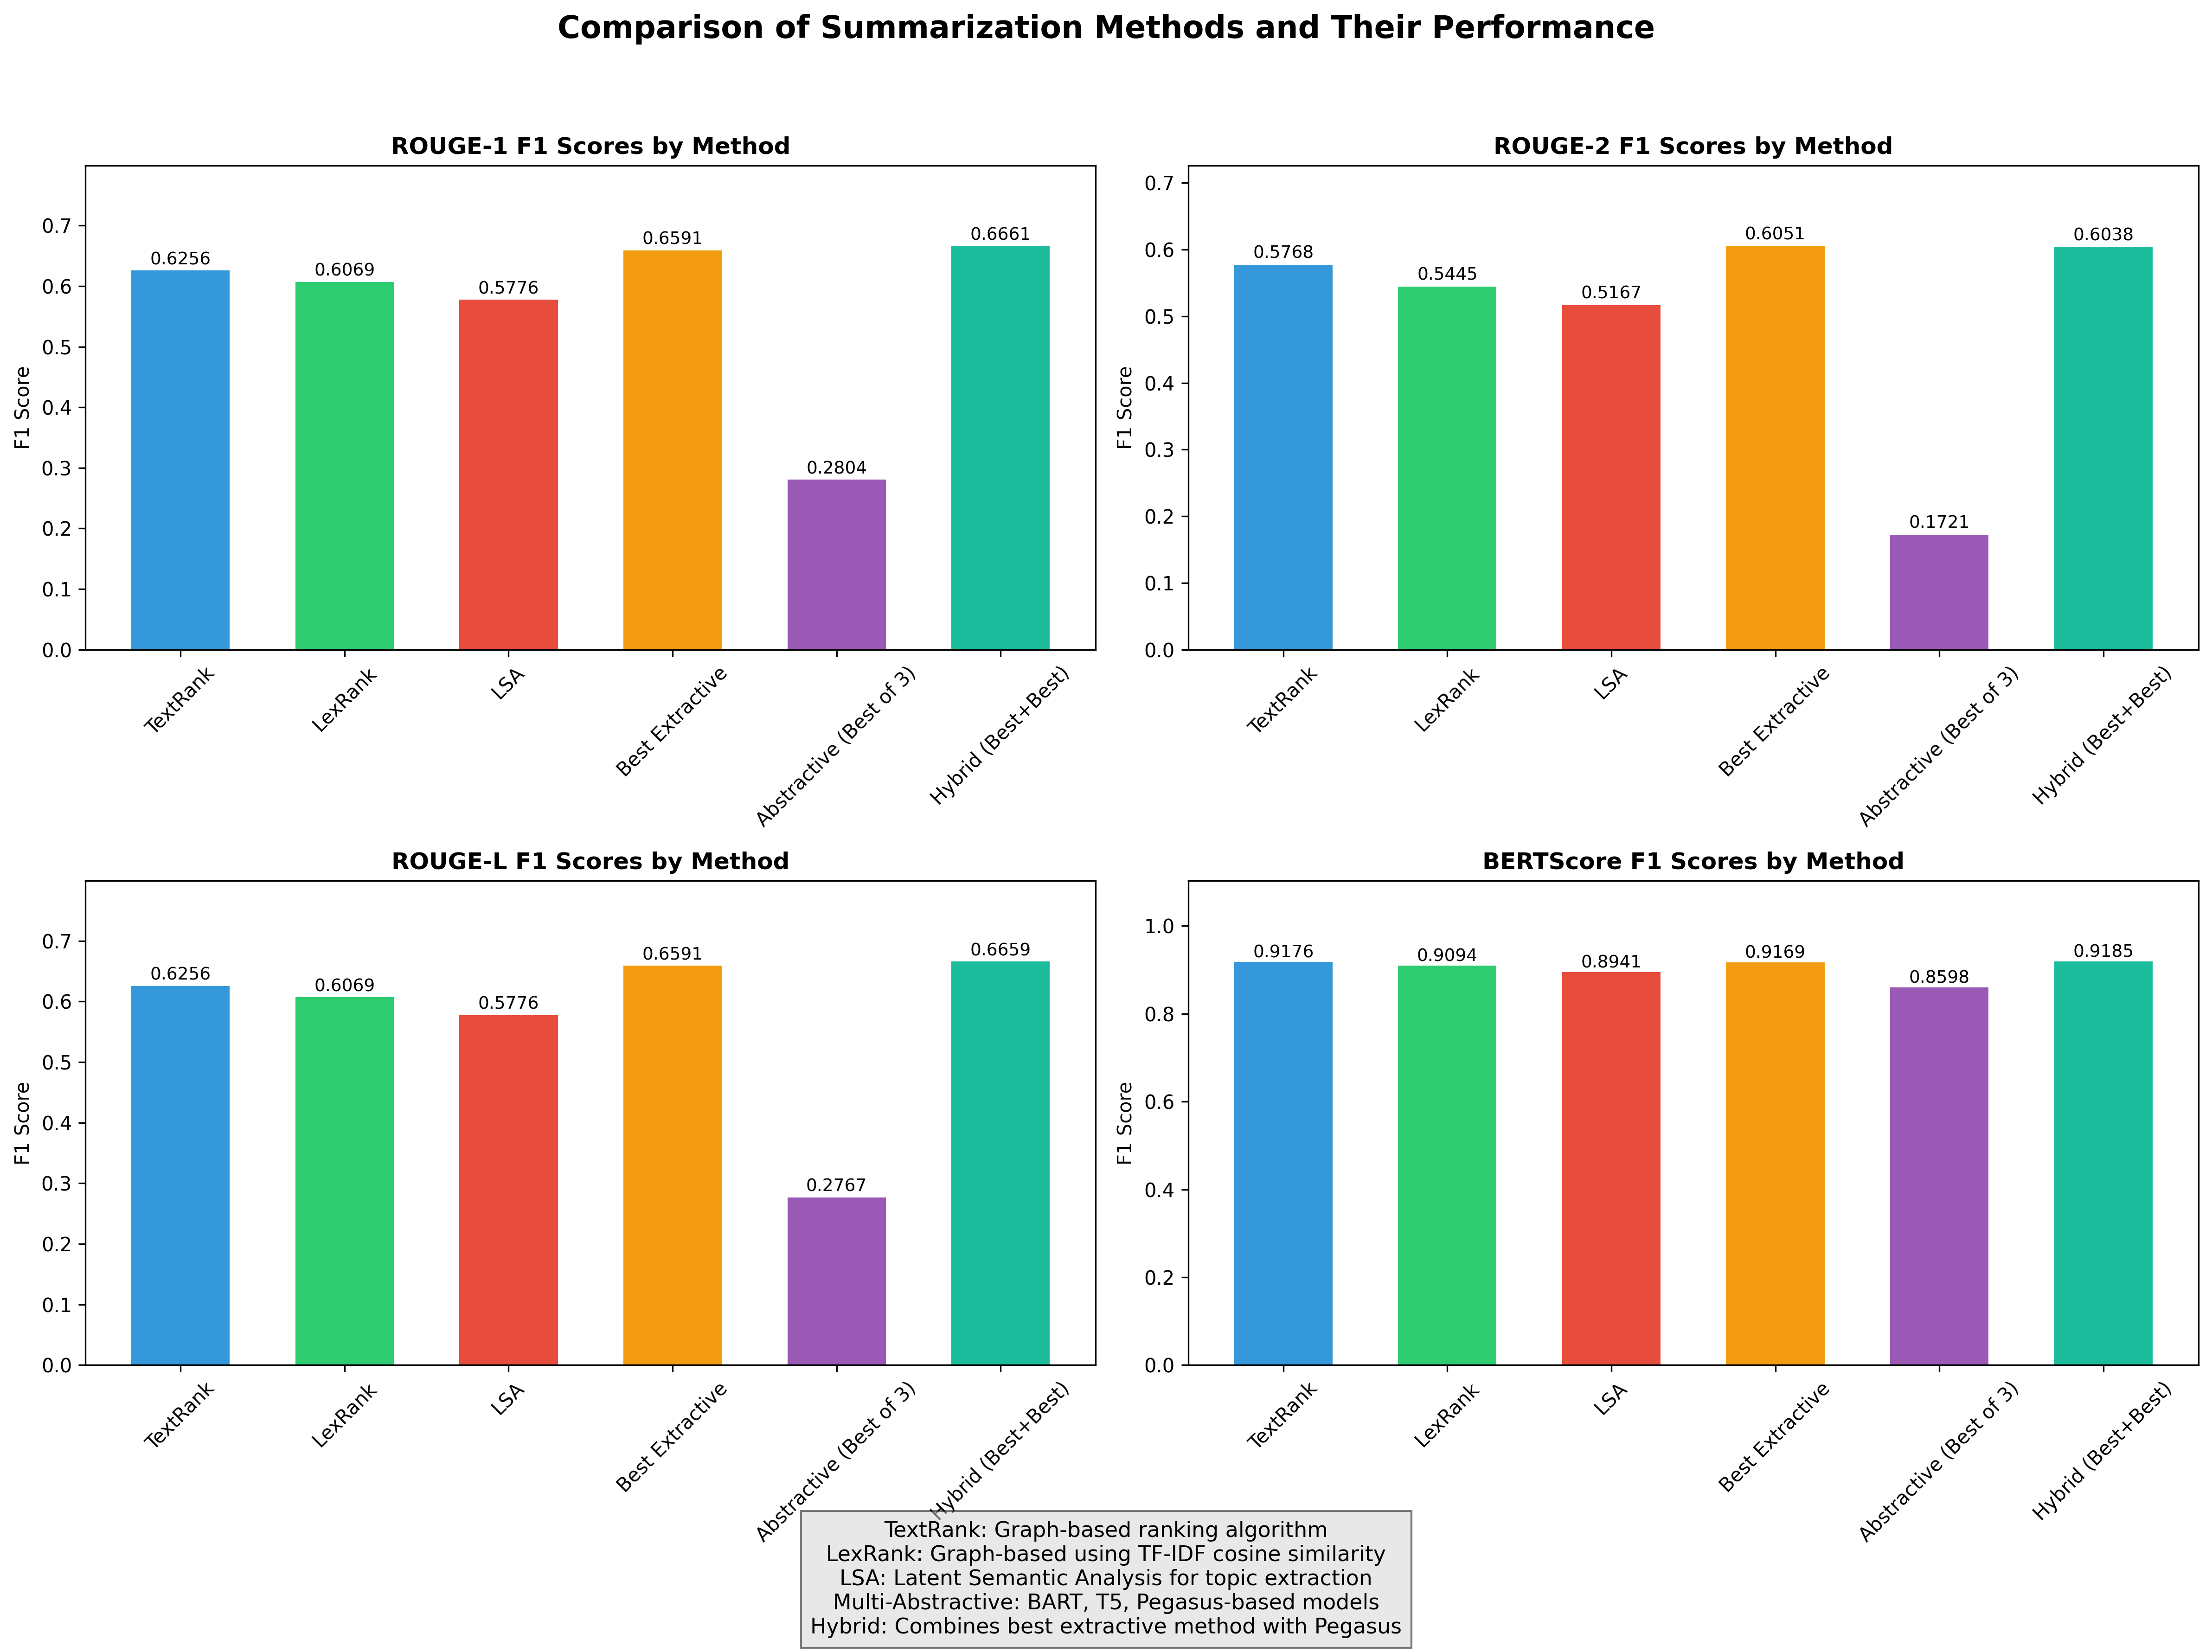 Comparison of Summarization Methods and Their Performance
ROUGE-1 F1 Scores by Method
F1 Score
0.7
0.6
0.5
0.4
0.3
0.2
0.1
0.0
0.6256
0.6069
0.5776
0.6591
0.2804
0.6661
TextRank
LexRank
LSA
Best Extractive
Abstractive (Best of 3)
Hybrid (Best+Best)
ROUGE-2 F1 Scores by Method
F1 Score
0.7
0.6
0.5
0.4
0.3
0.2
0.1
0.0
0.5768
0.5445
0.5167
0.6051
0.1721
0.6038
TextRank
LexRank
LSA
Best Extractive
Abstractive (Best of 3)
Hybrid (Best+Best)
ROUGE-L F1 Scores by Method
F1 Score
0.7
0.6
0.5
0.4
0.3
0.2
0.1
0.0
0.6256
0.6069
0.5776
0.6591
0.2767
0.6659
TextRank
LexRank
LSA
Best Extractive
Abstractive (Best of 3)
Hybrid (Best+Best)
BERTScore F1 Scores by Method
F1 Score
1.0
0.8
0.6
0.4
0.2
0.0
0.9176
0.9094
0.8941
0.9169
0.8598
0.9185
TextRank
LexRank
LSA
Best Extractive
Abstractive (Best of 3)
Hybrid (Best+Best)
TextRank: Graph-based ranking algorithm
LexRank: Graph-based using TF-IDF cosine similarity
LSA: Latent Semantic Analysis for topic extraction
Multi-Abstractive: BART, T5, Pegasus-based models
Hybrid: Combines best extractive method with Pegasus